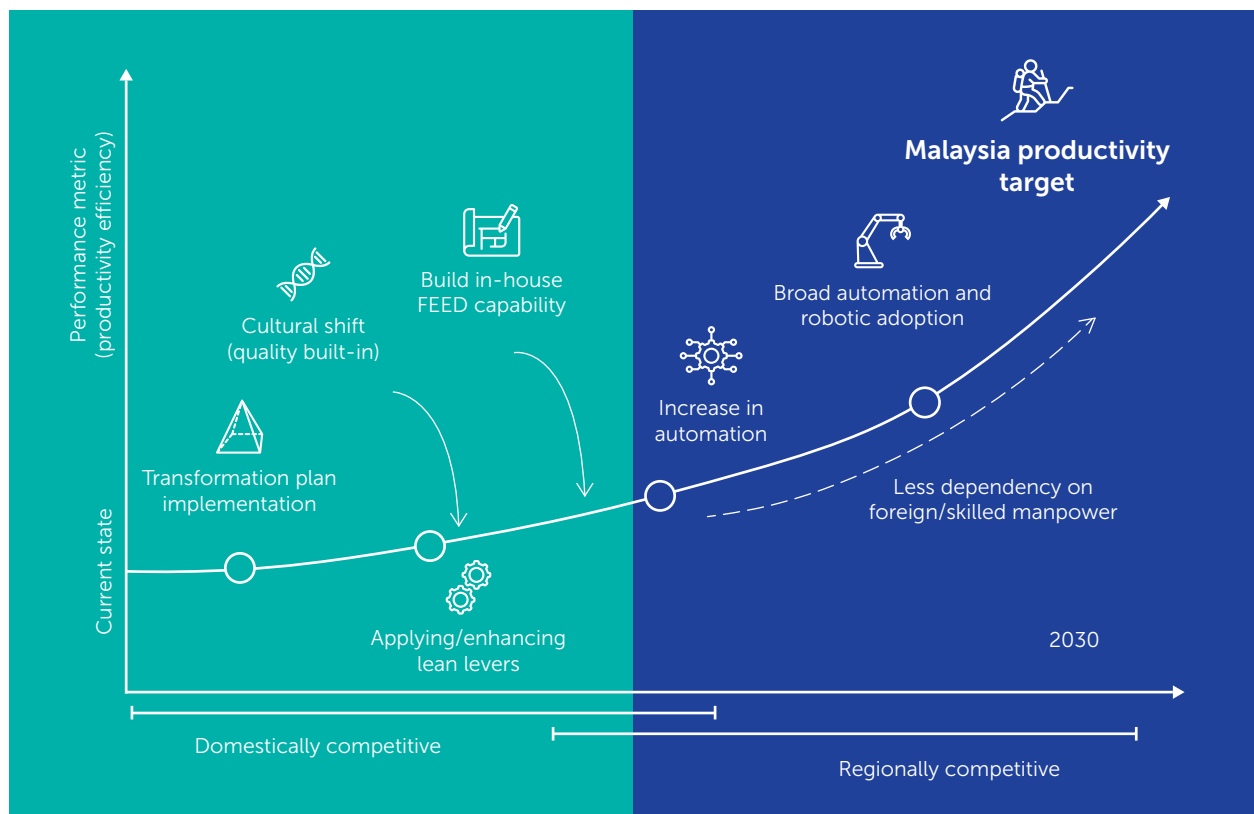 Malaysia productivity
target
Performance metric
(productivity efficiency)
Build in-house
FEED capability
Broad automation and
robotic adoption
Cultural shift
(quality built-in)
Increase in
automation
Transformation plan
implementation
Less dependency on
foreign/skilled manpower
Current state
Applying/enhancing
lean levers
2030
Domestically competitive
Regionally competitive